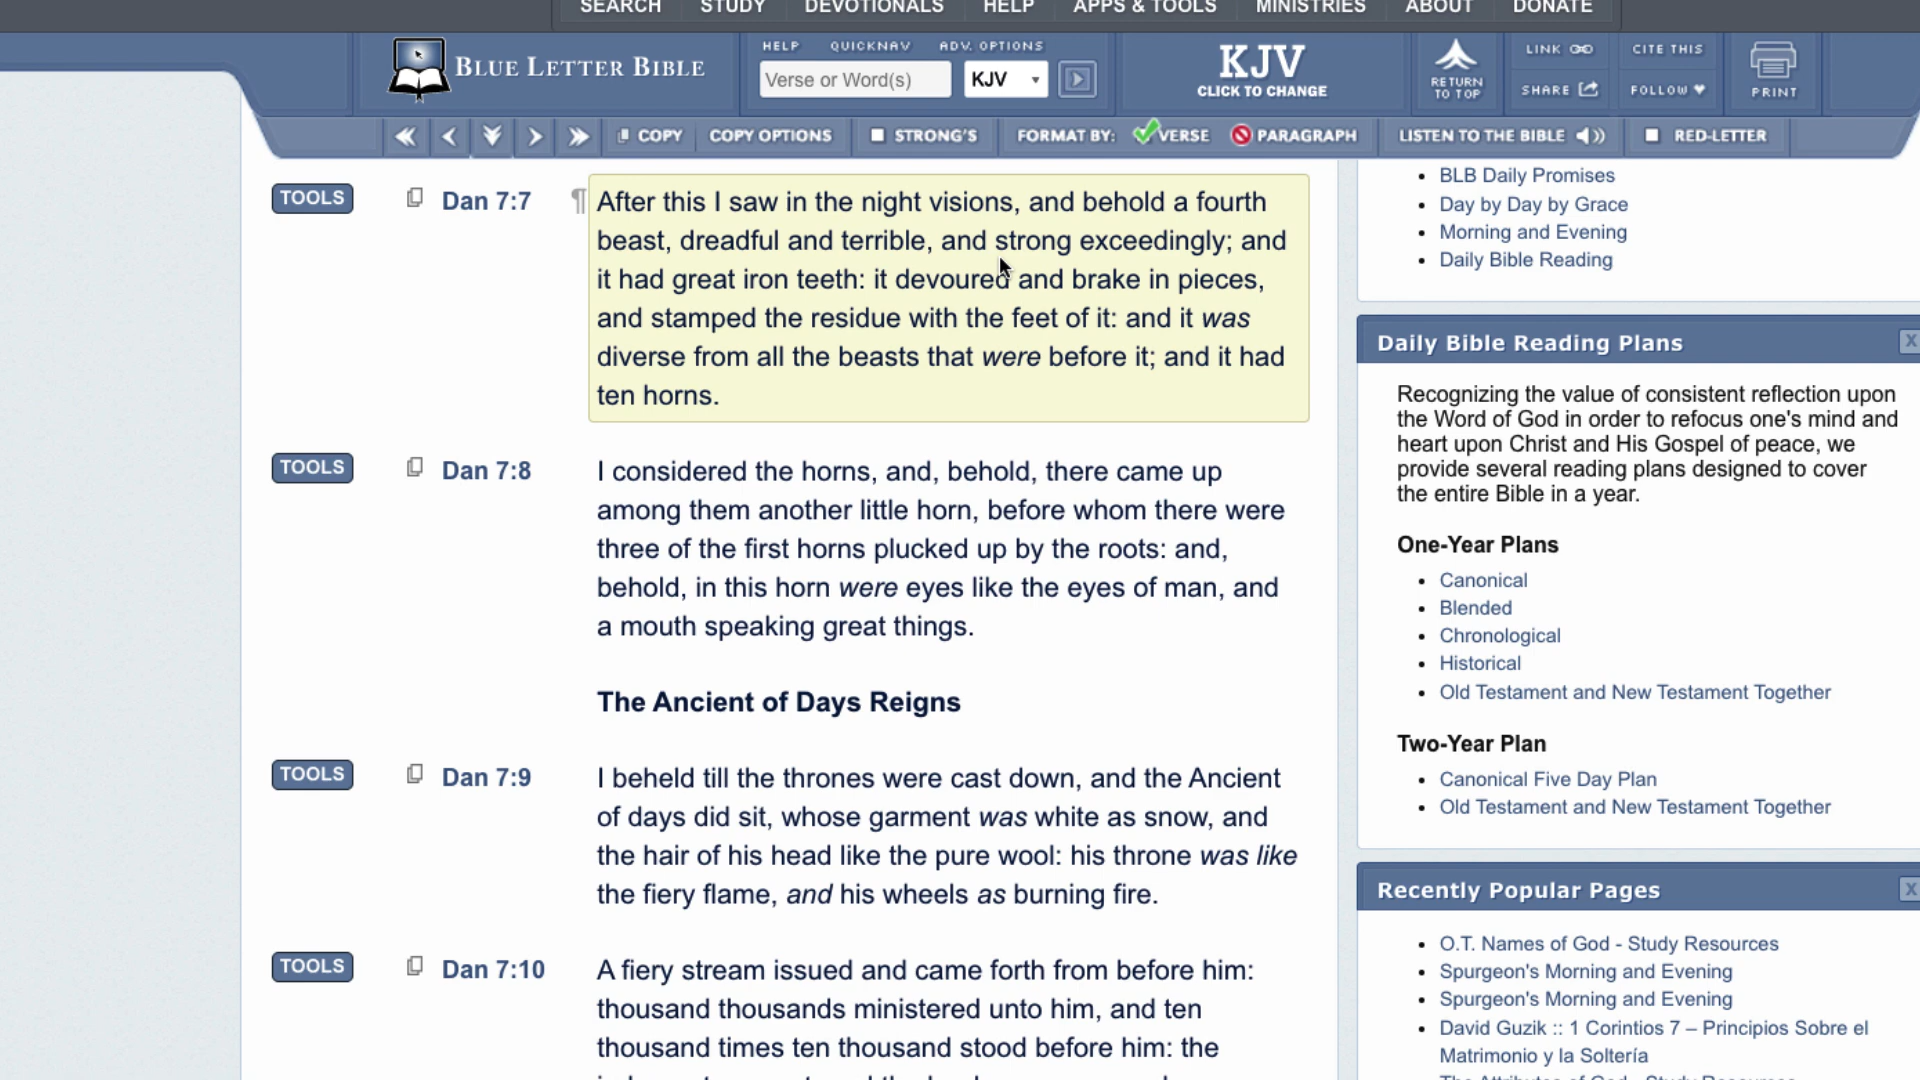 SEARCH STUDY DEVOTIONALS HELP APPS & TOOLS MINISTRIES ABOUT DONATE
BLUE LETTER BIBLE
HELP QUICKNAV ADV. OPTIONS
Verse or Word(s) KJV
KJV
CLICK TO CHANGE
RETURN
TO TOP
LINK
SHARE
CITE THIS
FOLLOW
PRINT
COPY COPY OPTIONS STRONG'S FORMAT BY: VERSE PARAGRAPH LISTEN TO THE BIBLE RED-LETTER
TOOLS Dan 7:7 ¶ After this I saw in the night visions, and behold a fourth
beast, dreadful and terrible, and strong exceedingly; and
it had great iron teeth: it devoured and brake in pieces,
and stamped the residue with the feet of it: and it was
diverse from all the beasts that were before it; and it had
ten horns.
TOOLS Dan 7:8 I considered the horns, and, behold, there came up
among them another little horn, before whom there were
three of the first horns plucked up by the roots: and,
behold, in this horn were eyes like the eyes of man, and
a mouth speaking great things.
The Ancient of Days Reigns
TOOLS Dan 7:9 I beheld till the thrones were cast down, and the Ancient
of days did sit, whose garment was white as snow, and
the hair of his head like the pure wool: his throne was like
the fiery flame, and his wheels as burning fire.
TOOLS Dan 7:10 A fiery stream issued and came forth from before him:
thousand thousands ministered unto him, and ten
thousand times ten thousand stood before him: the
• BLB Daily Promises
• Day by Day by Grace
• Morning and Evening
• Daily Bible Reading
Daily Bible Reading Plans X
Recognizing the value of consistent reflection upon
the Word of God in order to refocus one's mind and
heart upon Christ and His Gospel of peace, we
provide several reading plans designed to cover
the entire Bible in a year.
One-Year Plans
• Canonical
• Blended
• Chronological
• Historical
• Old Testament and New Testament Together
Two-Year Plan
• Canonical Five Day Plan
• Old Testament and New Testament Together
Recently Popular Pages X
• O.T. Names of God - Study Resources
• Spurgeon's Morning and Evening
• Spurgeon's Morning and Evening
• David Guzik :: 1 Corintios 7 – Principios Sobre el
Matrimonio y la Soltería